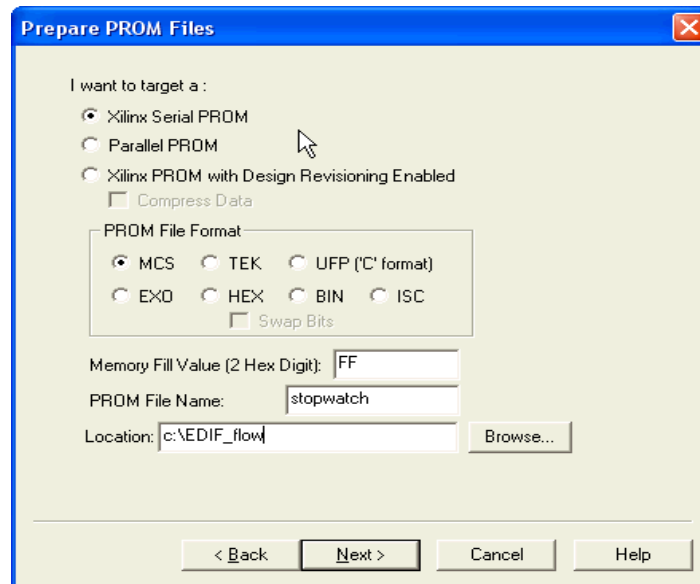 Prepare PROM Files
I want to target a :
Xilinx Serial PROM
Parallel PROM
Xilinx PROM with Design Revisioning Enabled
Compress Data
PROM File Format
MCS TEK UFP ('C' format)
EXO HEX BIN ISC
Swap Bits
Memory Fill Value (2 Hex Digit): FF
PROM File Name: stopwatch
Location: c:\EDIF_flow Browse...
< Back Next > Cancel Help